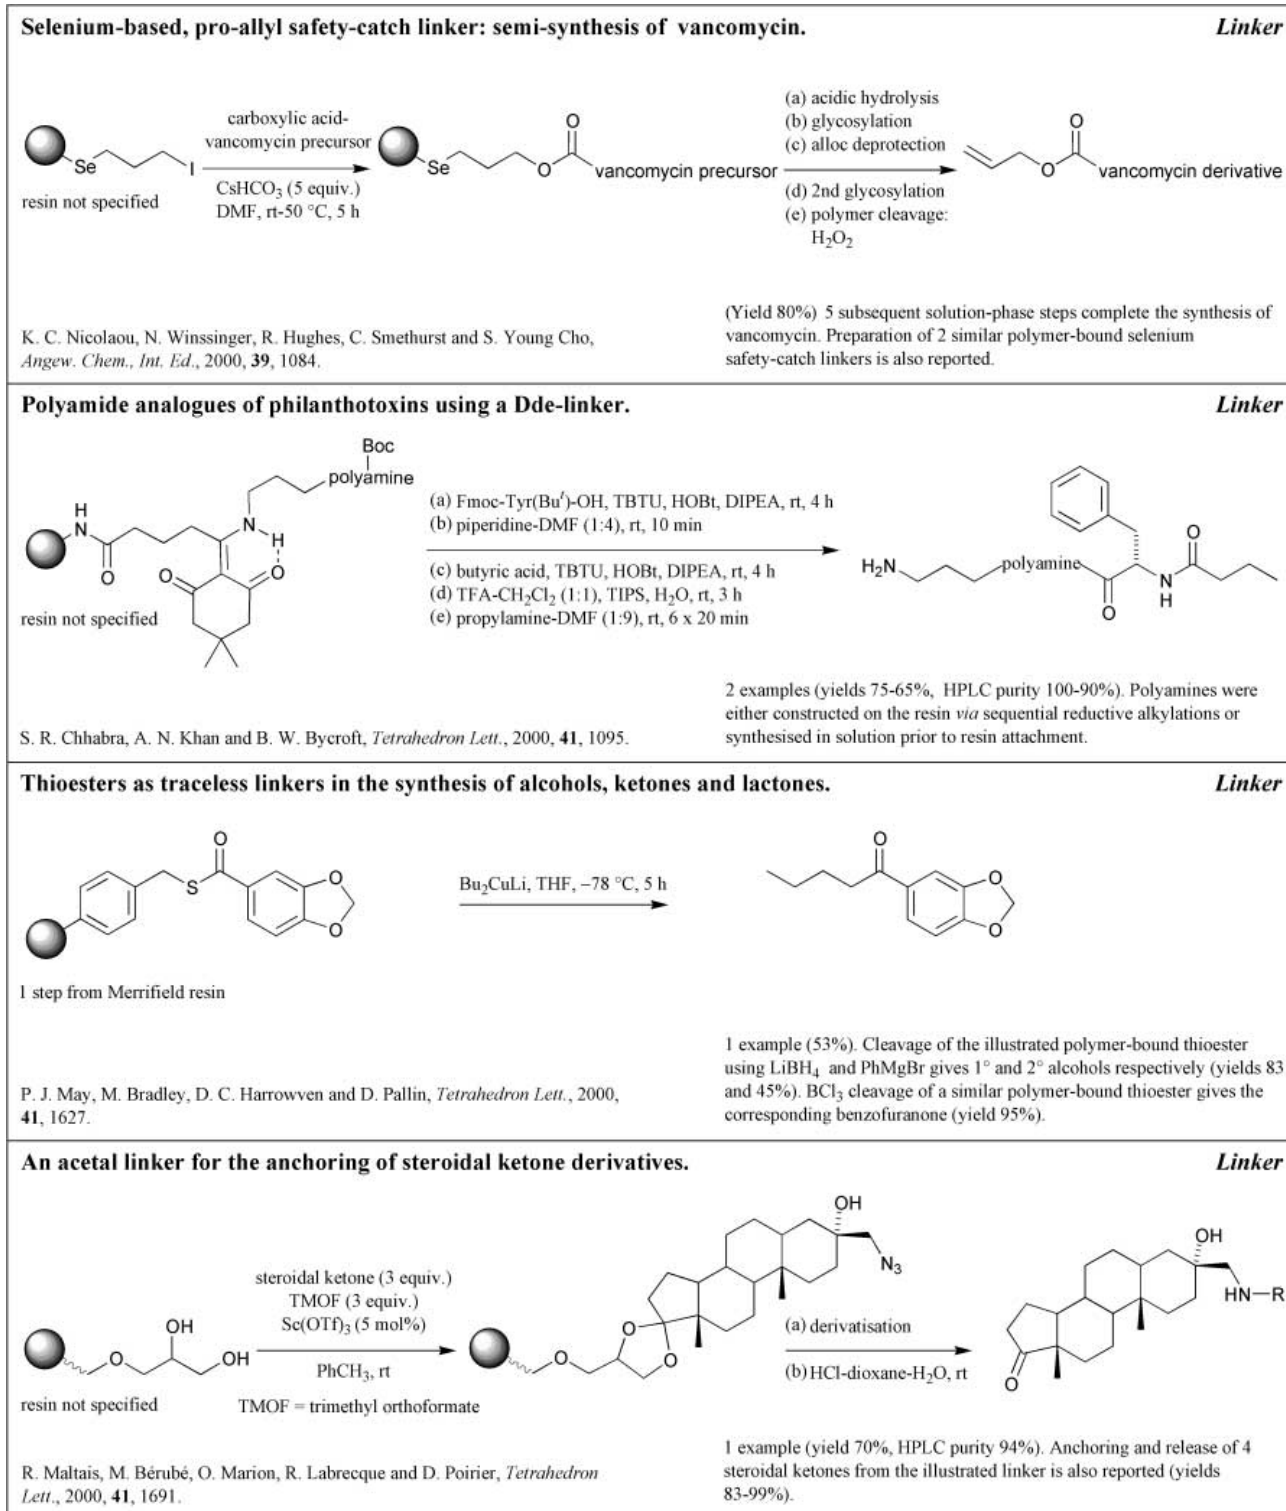 Selenium-based, pro-allyl safety-catch linker: semi-synthesis of vancomycin. Linker
carboxylic acid-
vancomycin precursor
CsHCO3 (5 equiv.)
DMF, rt-50 °C, 5 h
Se
I
resin not specified
Se
O
O
vancomycin precursor
(a) acidic hydrolysis
(b) glycosylation
(c) alloc deprotection
(d) 2nd glycosylation
(e) polymer cleavage:
H2O2
O
O
vancomycin derivative
K. C. Nicolaou, N. Winssinger, R. Hughes, C. Smethurst and S. Young Cho,
Angew. Chem., Int. Ed., 2000, 39, 1084.
(Yield 80%) 5 subsequent solution-phase steps complete the synthesis of
vancomycin. Preparation of 2 similar polymer-bound selenium
safety-catch linkers is also reported.
Polyamide analogues of philanthotoxins using a Dde-linker. Linker
Boc
polyamine
H
N
O
N
H
O
O
resin not specified
(a) Fmoc-Tyr(But)-OH, TBTU, HOBt, DIPEA, rt, 4 h
(b) piperidine-DMF (1:4), rt, 10 min
(c) butyric acid, TBTU, HOBt, DIPEA, rt, 4 h
(d) TFA-CH2Cl2 (1:1), TIPS, H2O, rt, 3 h
(e) propylamine-DMF (1:9), rt, 6 x 20 min
H2N
polyamine
O
N
H
O
2 examples (yields 75-65%, HPLC purity 100-90%). Polyamines were
either constructed on the resin via sequential reductive alkylations or
synthesised in solution prior to resin attachment.
S. R. Chhabra, A. N. Khan and B. W. Bycroft, Tetrahedron Lett., 2000, 41, 1095.
Thioesters as traceless linkers in the synthesis of alcohols, ketones and lactones. Linker
O
S
O
O
1 step from Merrifield resin
Bu2CuLi, THF, –78 °C, 5 h
O
O
O
1 example (53%). Cleavage of the illustrated polymer-bound thioester
using LiBH4 and PhMgBr gives 1° and 2° alcohols respectively (yields 83
and 45%). BCl3 cleavage of a similar polymer-bound thioester gives the
corresponding benzofuranone (yield 95%).
P. J. May, M. Bradley, D. C. Harrowven and D. Pallin, Tetrahedron Lett., 2000,
41, 1627.
An acetal linker for the anchoring of steroidal ketone derivatives. Linker
O
OH
OH
resin not specified
steroidal ketone (3 equiv.)
TMOF (3 equiv.)
Sc(OTf)3 (5 mol%)
PhCH3, rt
TMOF = trimethyl orthoformate
OH
N3
O
O
O
(a) derivatisation
(b) HCl-dioxane-H2O, rt
OH
HN–R
O
1 example (yield 70%, HPLC purity 94%). Anchoring and release of 4
steroidal ketones from the illustrated linker is also reported (yields
83-99%).
R. Maltais, M. Bérubé, O. Marion, R. Labrecque and D. Poirier, Tetrahedron
Lett., 2000, 41, 1691.